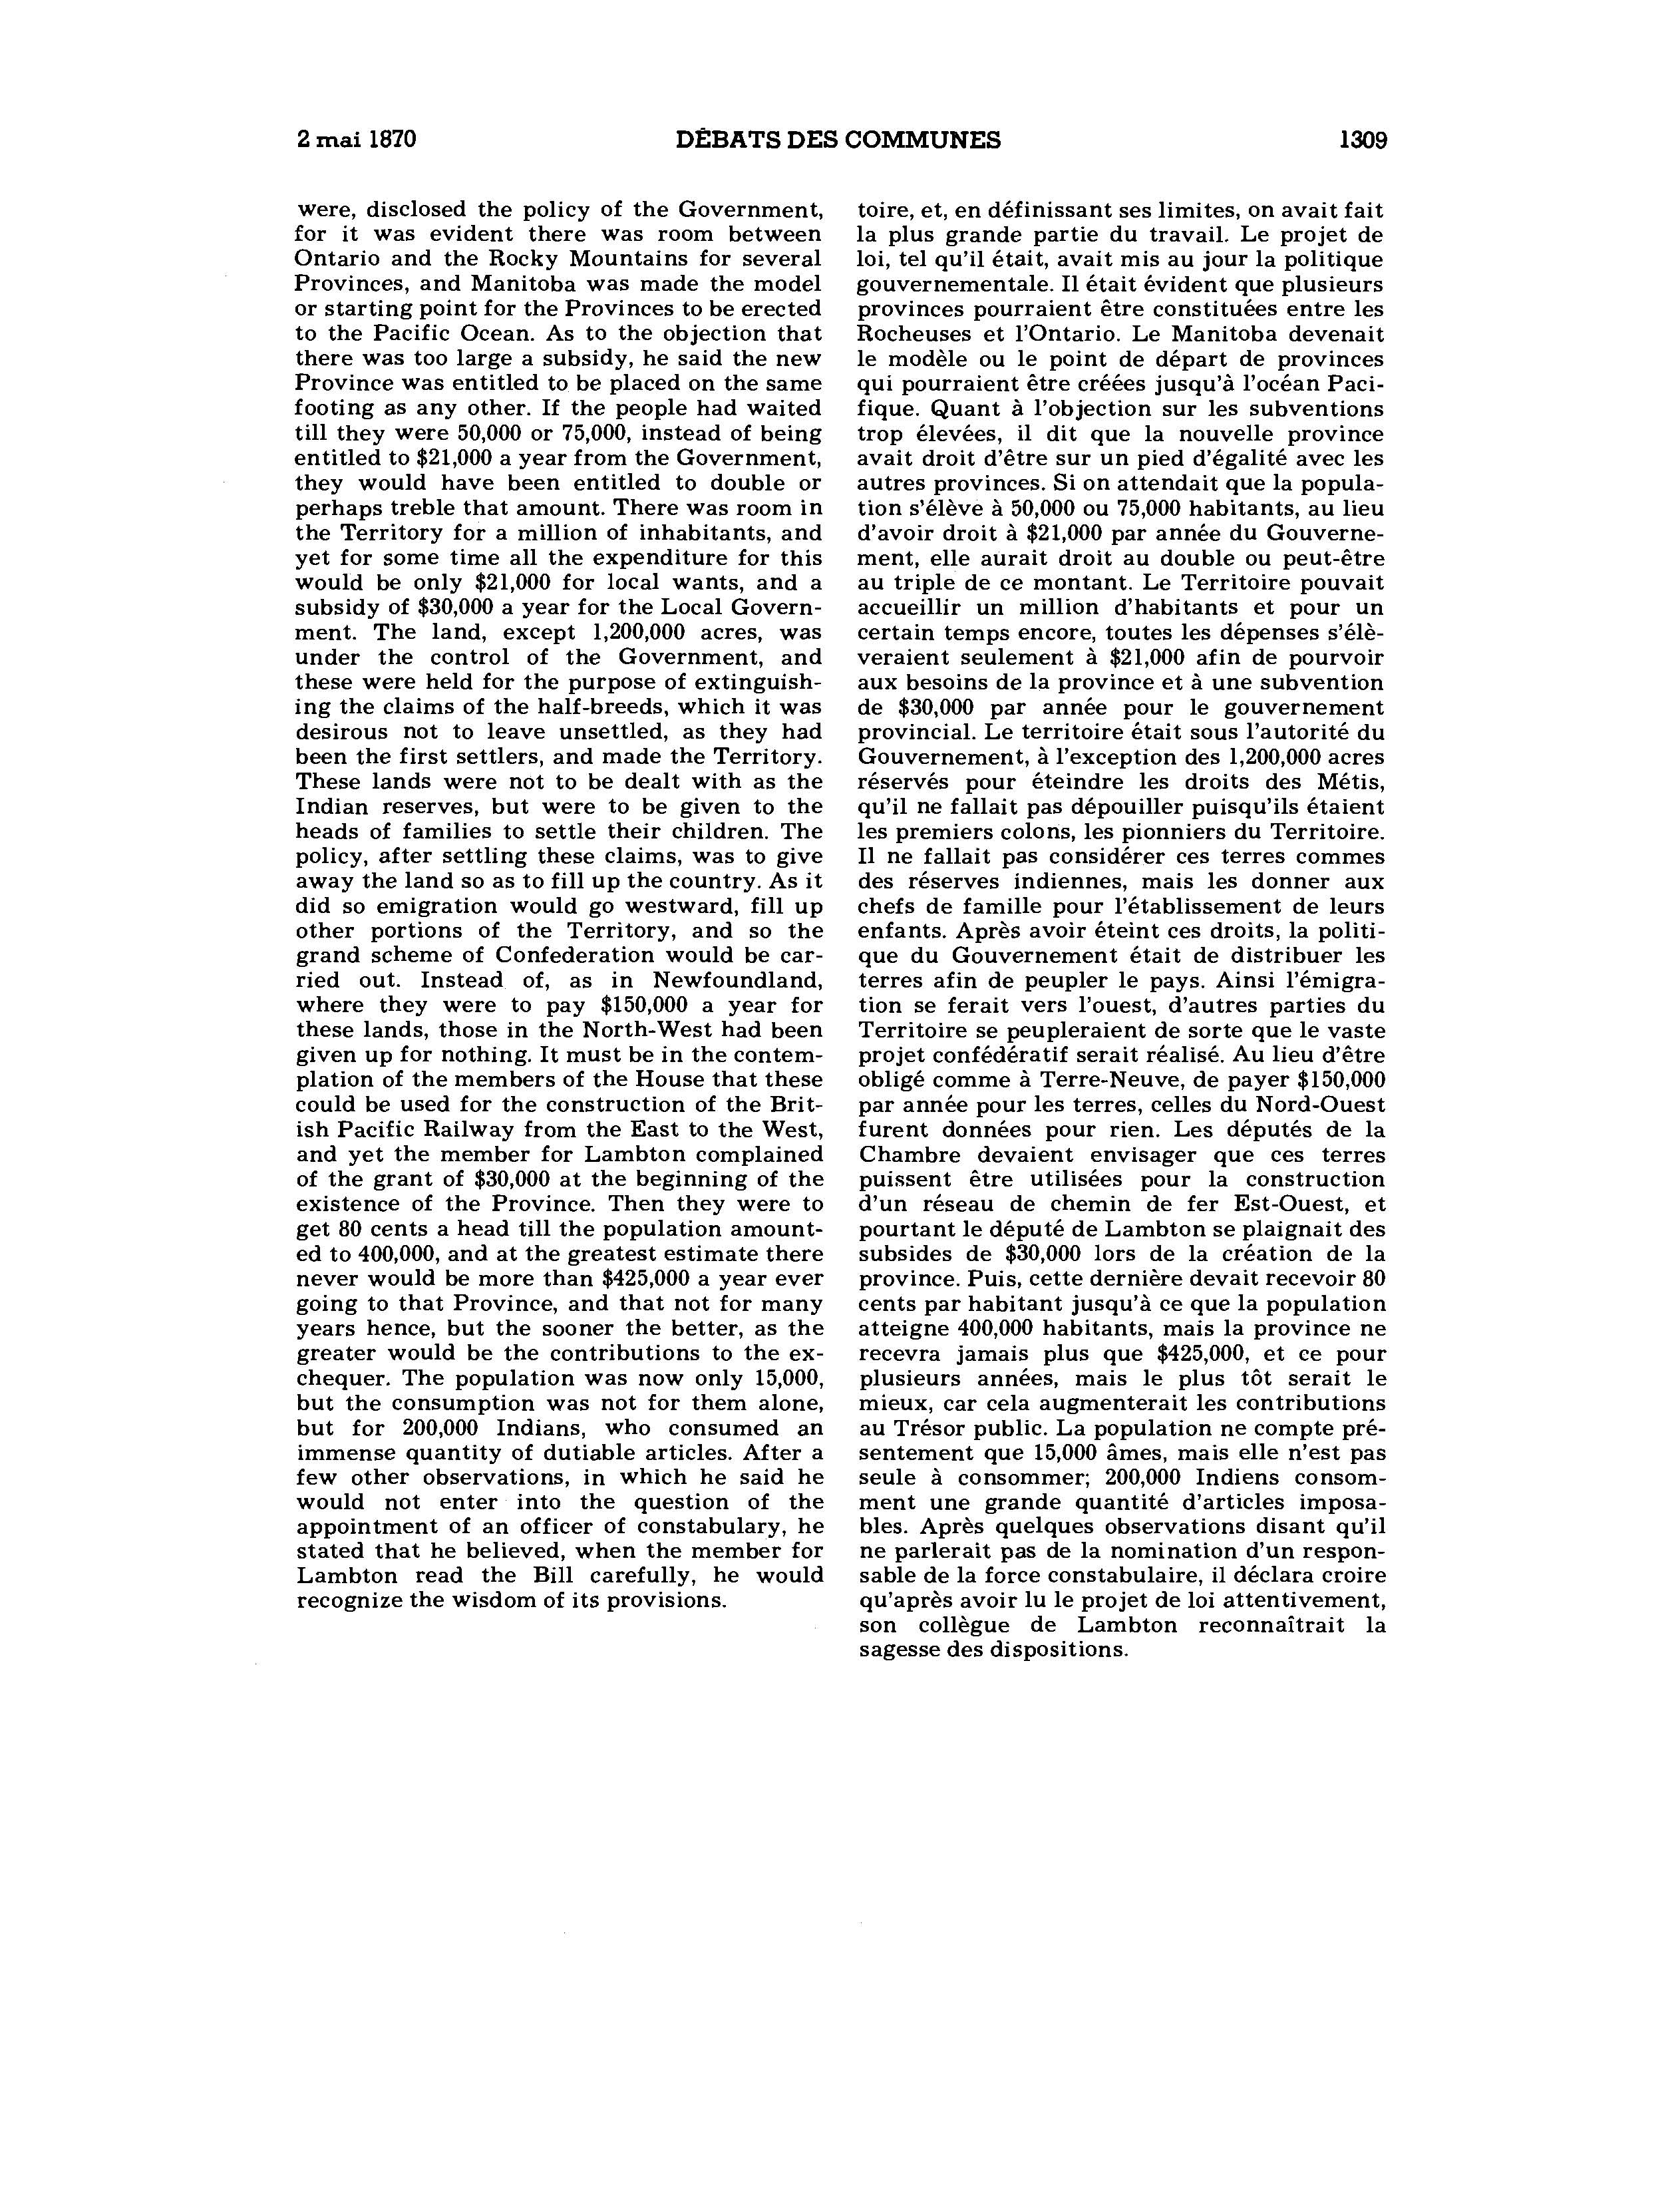 2 mai 1870
DÉBATS DES COMMUNES
1309
were, disclosed the policy of the Government,
for it was evident there was room between
Ontario and the Rocky Mountains for several
Provinces, and Manitoba was made the model
or starting point for the Provinces to be erected
to the Pacific Ocean. As to the objection that
there was too large a subsidy, he said the new
Province was entitled to be placed on the same
footing as any other. If the people had waited
till they were 50,000 or 75,000, instead of being
entitled to $21,000 a year from the Government,
they would have been entitled to double or
perhaps treble that amount. There was room in
the Territory for a million of inhabitants, and
yet for some time all the expenditure for this
would be only $21,000 for local wants, and a
subsidy of $30,000 a year for the Local Govern-
ment. The land, except 1,200,000 acres, was
under the control of the Government, and
these were held for the purpose of extinguish-
ing the claims of the half-breeds, which it was
desirous not to leave unsettled, as they had
been the first settlers, and made the Territory.
These lands were not to be dealt with as the
Indian reserves, but were to be given to the
heads of families to settle their children. The
policy, after settling these claims, was to give
away the land so as to fill up the country. As it
did so emigration would go westward, fill up
other portions of the Territory, and so the
grand scheme of Confederation would be car-
ried out. Instead of, as in Newfoundland,
where they were to pay $150,000 a year for
these lands, those in the North-West had been
given up for nothing. It must be in the contem-
plation of the members of the House that these
could be used for the construction of the Brit-
ish Pacific Railway from the East to the West,
and yet the member for Lambton complained
of the grant of $30,000 at the beginning of the
existence of the Province. Then they were to
get 80 cents a head till the population amount-
ed to 400,000, and at the greatest estimate there
never would be more than $425,000 a year ever
going to that Province, and that not for many
years hence, but the sooner the better, as the
greater would be the contributions to the ex-
chequer. The population was now only 15,000,
but the consumption was not for them alone,
but for 200,000 Indians, who consumed an
immense quantity of dutiable articles. After a
few other observations, in which he said he
would not enter into the question of the
appointment of an officer of constabulary, he
stated that he believed, when the member for
Lambton read the Bill carefully, he would
recognize the wisdom of its provisions.
toire, et, en définissant ses limites, on avait fait
la plus grande partie du travail. Le projet de
loi, tel qu'il était, avait mis au jour la politique
gouvernementale. Il était évident que plusieurs
provinces pourraient être constituées entre les
Rocheuses et l'Ontario. Le Manitoba devenait
le modèle ou le point de départ de provinces
qui pourraient être créées jusqu'à l'océan Paci-
fique. Quant à l'objection sur les subventions
trop élevées, il dit que la nouvelle province
avait droit d'être sur un pied d'égalité avec les
autres provinces. Si on attendait que la popula-
tion s'élève à 50,000 ou 75,000 habitants, au lieu
d'avoir droit à $21,000 par année du Gouverne-
ment, elle aurait droit au double ou peut-être
au triple de ce montant. Le Territoire pouvait
accueillir un million d'habitants et pour un
certain temps encore, toutes les dépenses s'élè-
veraient seulement à $21,000 afin de pourvoir
aux besoins de la province et à une subvention
de $30,000 par année pour le gouvernement
provincial. Le territoire était sous l'autorité du
Gouvernement, à l'exception des 1,200,000 acres
réservés pour éteindre les droits des Métis,
qu'il ne fallait pas dépouiller puisqu'ils étaient
les premiers colons, les pionniers du Territoire.
Il ne fallait pas considérer ces terres commes
des réserves indiennes, mais les donner aux
chefs de famille pour l'établissement de leurs
enfants. Après avoir éteint ces droits, la politi-
que du Gouvernement était de distribuer les
terres afin de peupler le pays. Ainsi l'émigra-
tion se ferait vers l'ouest, d'autres parties du
Territoire se peupleraient de sorte que le vaste
projet confédératif serait réalisé. Au lieu d'être
obligé comme à Terre-Neuve, de payer $150,000
par année pour les terres, celles du Nord-Ouest
furent données pour rien. Les députés de la
Chambre devaient envisager que ces terres
puissent être utilisées pour la construction
d'un réseau de chemin de fer Est-Ouest, et
pourtant le député de Lambton se plaignait des
subsides de $30,000 lors de la création de la
province. Puis, cette dernière devait recevoir 80
cents par habitant jusqu'à ce que la population
atteigne 400,000 habitants, mais la province ne
recevra jamais plus que $425,000, et ce pour
plusieurs années, mais le plus tôt serait le
mieux, car cela augmenterait les contributions
au Trésor public. La population ne compte pré-
sentement que 15,000 âmes, mais elle n'est pas
seule à consommer; 200,000 Indiens consom-
ment une grande quantité d'articles imposa-
bles. Après quelques observations disant qu'il
ne parlerait pas de la nomination d'un respon-
sable de la force constabulaire, il déclara croire
qu'après avoir lu le projet de loi attentivement,
son collègue de Lambton reconnaîtrait la
sagesse des dispositions.